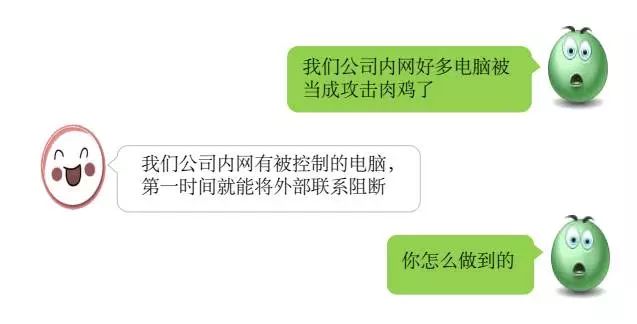 我们公司内网好多电脑被
当成攻击肉鸡了
我们公司内网有被控制的电脑，
第一时间就能将外部联系阻断
你怎么做到的